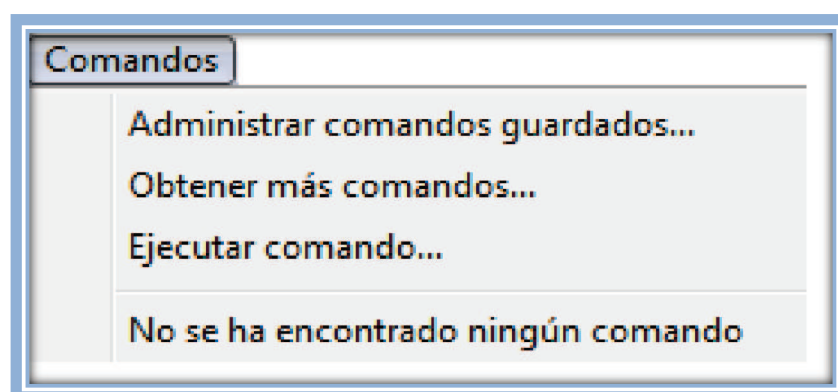 Comandos
Administrar comandos guardados...
Obtener más comandos...
Ejecutar comando...
No se ha encontrado ningún comando